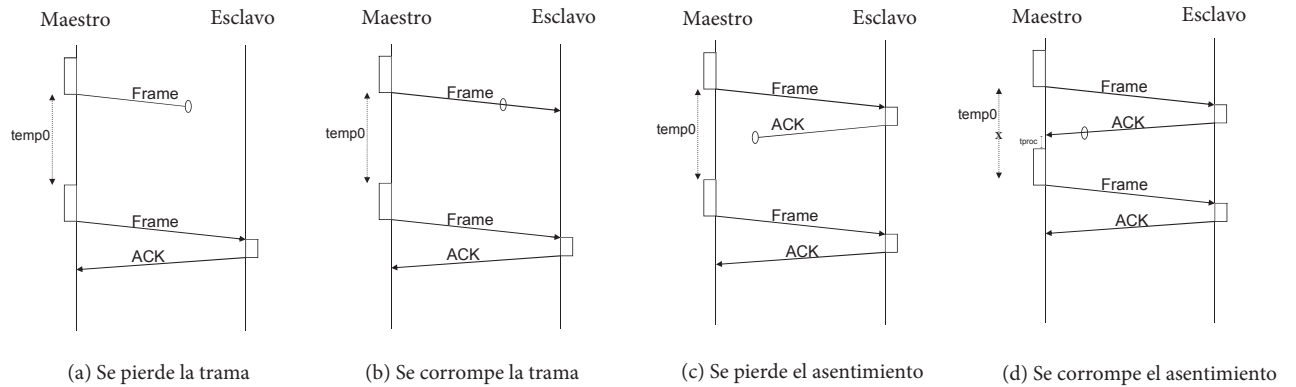 Maestro Esclavo
Frame
temp0
Frame
ACK
(a) Se pierde la trama
Maestro Esclavo
Frame
temp0
Frame
ACK
(b) Se corrompe la trama
Maestro Esclavo
Frame
ACK
temp0
Frame
ACK
(c) Se pierde el asentimiento
Maestro Esclavo
Frame
temp0
ACK
x
tproc
Frame
ACK
(d) Se corrompe el asentimiento